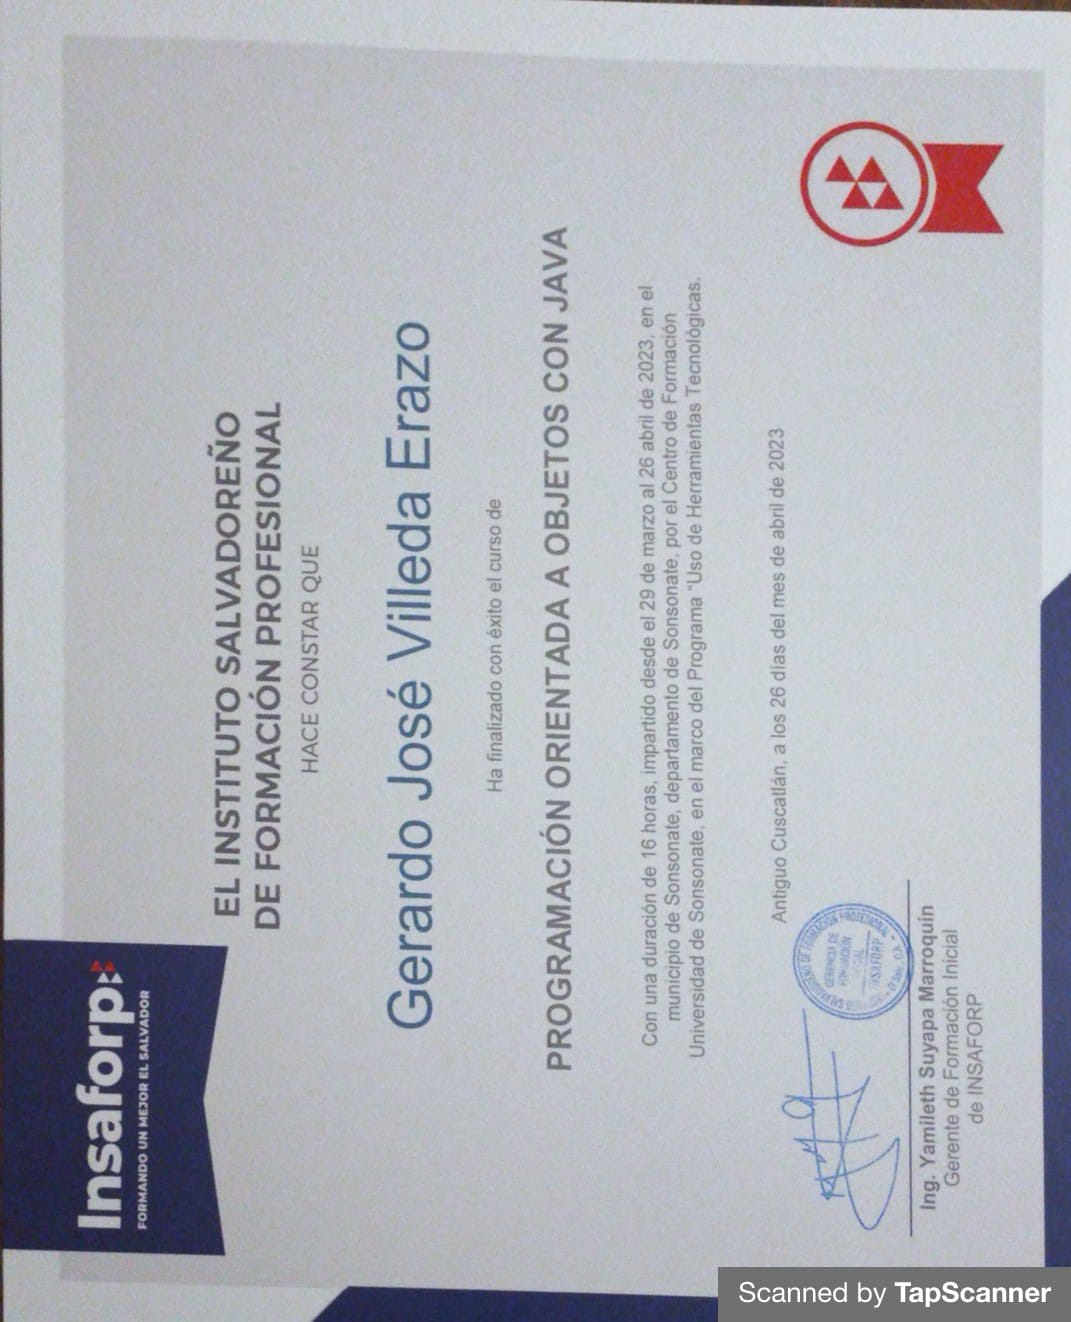 Insaforp
FORMANDO UN MEJOR EL SALVADOR
EL INSTITUTO SALVADOREÑO
DE FORMACIÓN PROFESIONAL
HACE CONSTAR QUE
Gerardo José Villeda Erazo
Ha finalizado con éxito el curso de
PROGRAMACIÓN ORIENTADA A OBJETOS CON JAVA
Con una duración de 16 horas, impartido desde el 29 de marzo al 26 abril de 2023, en el
municipio de Sonsonate, departamento de Sonsonate, por el Centro de Formación
Universidad de Sonsonate, en el marco del Programa "Uso de Herramientas Tecnológicas.
Antiguo Cuscatlán, a los 26 días del mes de abril de 2023
INSTITUTO SALVADOREÑO DE FORMACION PROFESIONAL
GERENCIA DE
FORMACION
INICIAL
INSAFORP
Ing. Yamileth Suyapa Marroquín
Gerente de Formación Inicial
de INSAFORP
Scanned by TapScanner